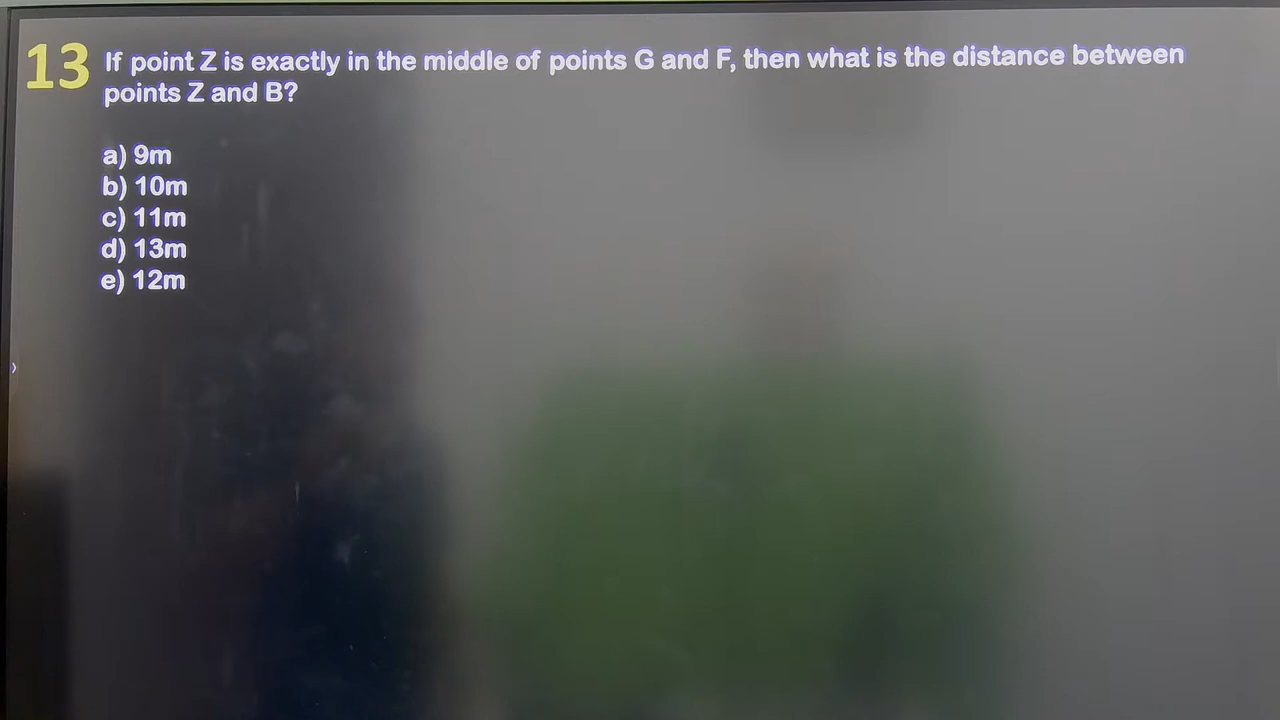 13 If point Z is exactly in the middle of points G and F, then what is the distance between
points Z and B?
a) 9m
b) 10m
c) 11m
d) 13m
e) 12m